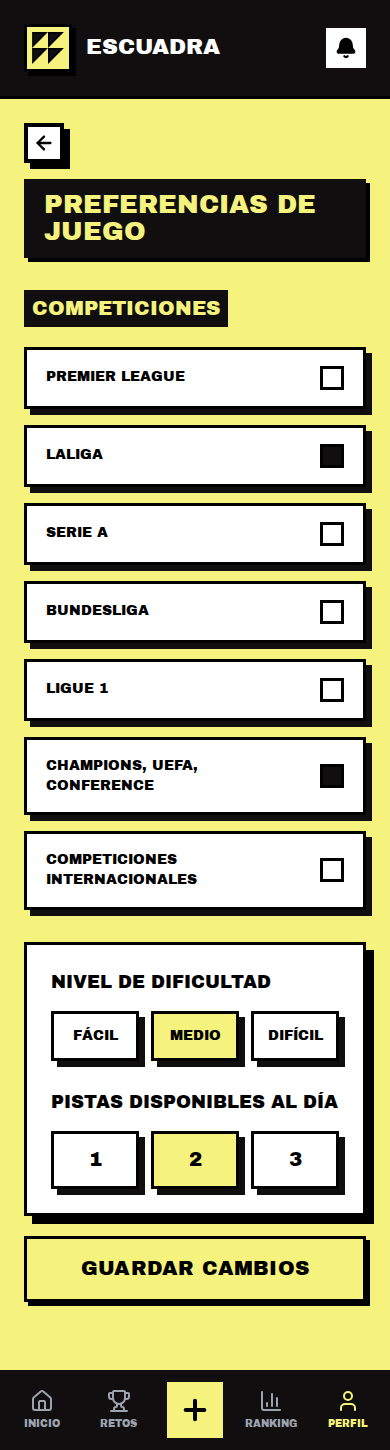 ESCUADRA
PREFERENCIAS DE
JUEGO
COMPETICIONES
PREMIER LEAGUE
LALIGA
SERIE A
BUNDESLIGA
LIGUE 1
CHAMPIONS, UEFA,
CONFERENCE
COMPETICIONES
INTERNACIONALES
NIVEL DE DIFICULTAD
FÁCIL MEDIO DIFÍCIL
PISTAS DISPONIBLES AL DÍA
1 2 3
GUARDAR CAMBIOS
INICIO RETOS RANKING PERFIL